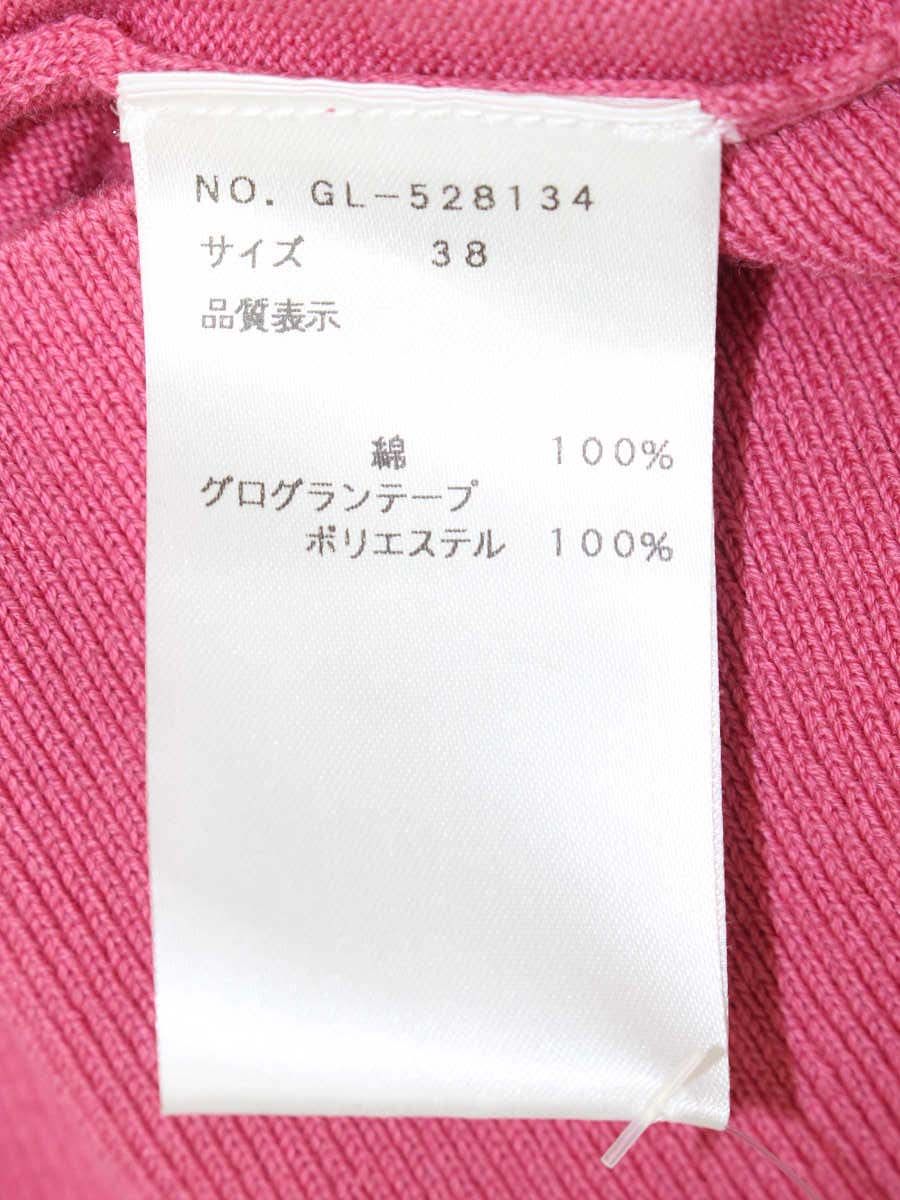 NO. GL-528134
サイズ 38
品質表示
綿 100%
グログランテープ
ポリエステル 100%